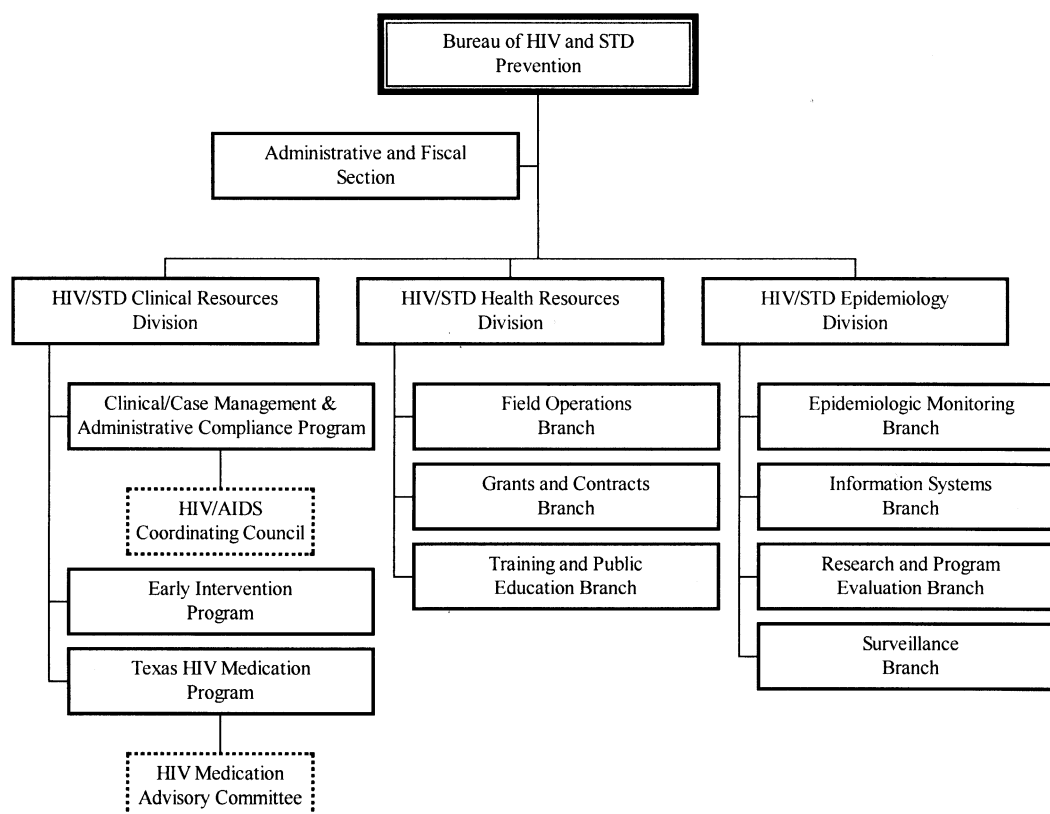 Bureau of HIV and STD
Prevention
Administrative and Fiscal
Section
HIV/STD Clinical Resources
Division
Clinical/Case Management &
Administrative Compliance Program
HIV/AIDS
Coordinating Council
Early Intervention
Program
Texas HIV Medication
Program
HIV Medication
Advisory Committee
HIV/STD Health Resources
Division
Field Operations
Branch
Grants and Contracts
Branch
Training and Public
Education Branch
HIV/STD Epidemiology
Division
Epidemiologic Monitoring
Branch
Information Systems
Branch
Research and Program
Evaluation Branch
Surveillance
Branch